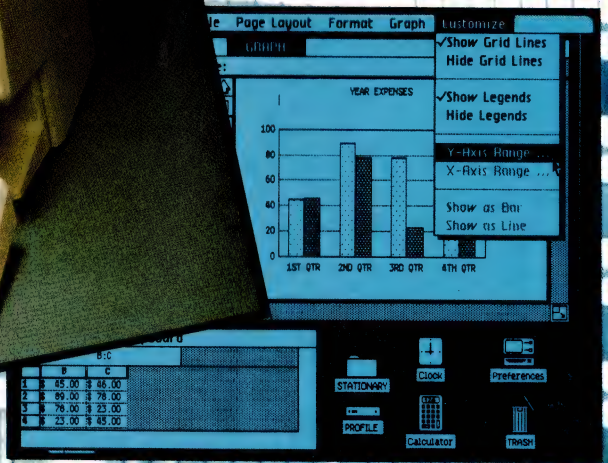 Page Layout Format Graph Customize
GRAPH
✓Show Grid Lines
Hide Grid Lines
✓Show Legends
Hide Legends
Y-Axis Range ...
X-Axis Range ...
Show as Bar
Show as Line
YEAR EXPENSES
100
80
60
40
20
0
1ST QTR 2ND QTR 3RD QTR 4TH QTR
B:C
B C
1 $ 45.00 $ 46.00
2 $ 89.00 $ 78.00
3 $ 78.00 $ 23.00
4 $ 23.00 $ 45.00
STATIONARY
Clock
Preferences
PROFILE
Calculator
TRASH